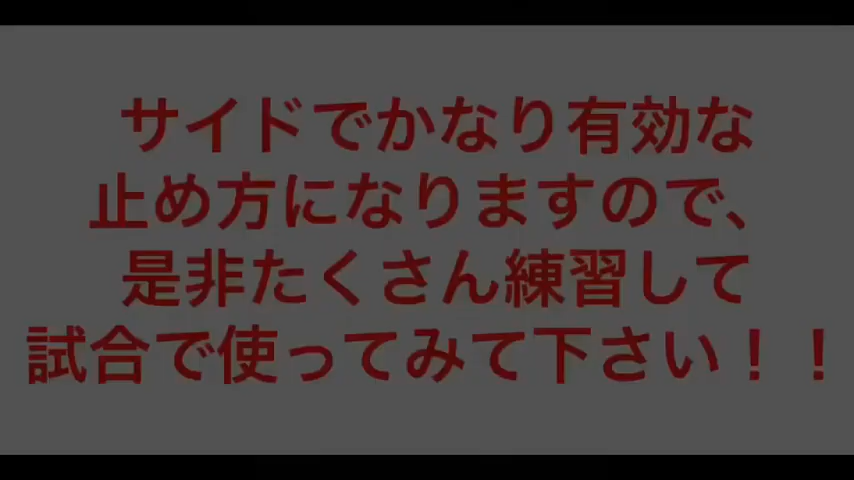 サイドでかなり有効な
止め方になりますので、
是非たくさん練習して
試合で使ってみて下さい！！